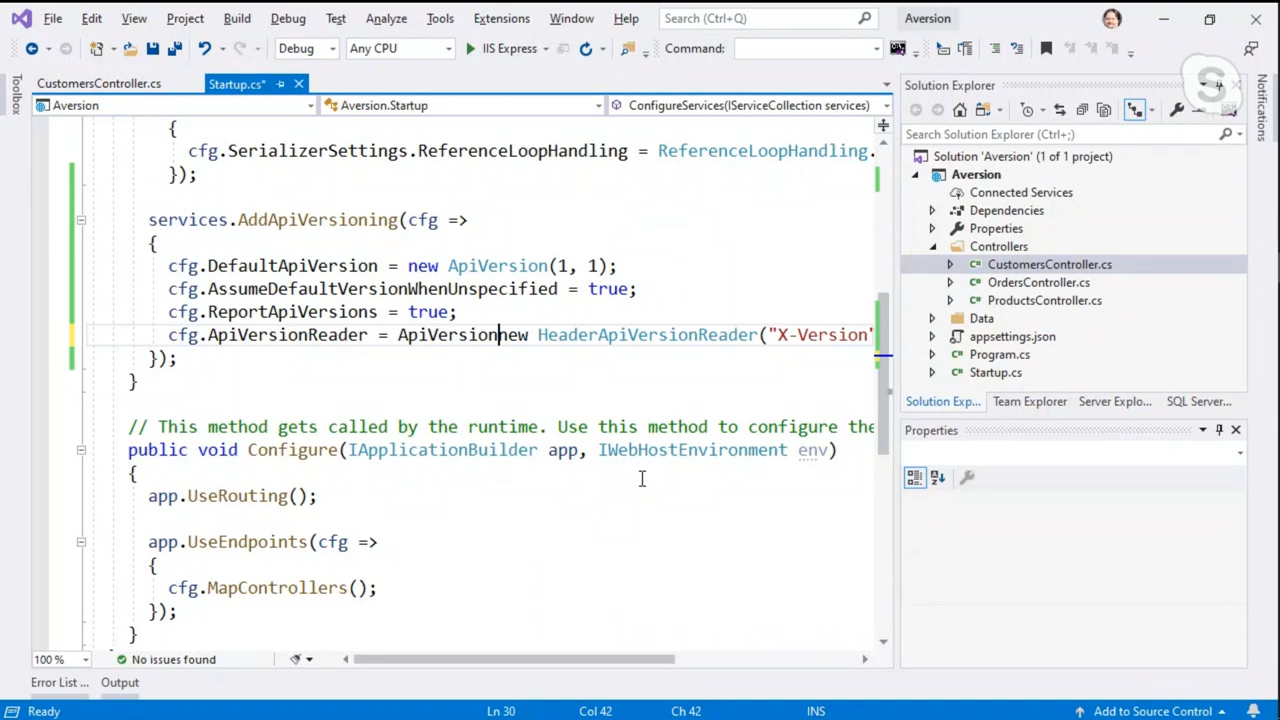 File Edit View Project Build Debug Test Analyze Tools Extensions Window Help Search (Ctrl+Q) Aversion
Debug Any CPU IIS Express Command:
CustomersController.cs Startup.cs*
Aversion Aversion.Startup ConfigureServices(IServiceCollection services)
Toolbox
{
cfg.SerializerSettings.ReferenceLoopHandling = ReferenceLoopHandling.
});
services.AddApiVersioning(cfg =>
{
cfg.DefaultApiVersion = new ApiVersion(1, 1);
cfg.AssumeDefaultVersionWhenUnspecified = true;
cfg.ReportApiVersions = true;
cfg.ApiVersionReader = ApiVersionnew HeaderApiVersionReader("X-Version"
});
}
// This method gets called by the runtime. Use this method to configure the
public void Configure(IApplicationBuilder app, IWebHostEnvironment env)
{
app.UseRouting();
app.UseEndpoints(cfg =>
{
cfg.MapControllers();
});
}
100 % No issues found
Solution Explorer
Search Solution Explorer (Ctrl+;)
Solution 'Aversion' (1 of 1 project)
Aversion
Connected Services
Dependencies
Properties
Controllers
C# CustomersController.cs
C# OrdersController.cs
C# ProductsController.cs
Data
appsettings.json
C# Program.cs
C# Startup.cs
Solution Exp... Team Explorer Server Explo... SQL Server...
Properties
Notifications
Error List ... Output
Ready Ln 30 Col 42 Ch 42 INS Add to Source Control